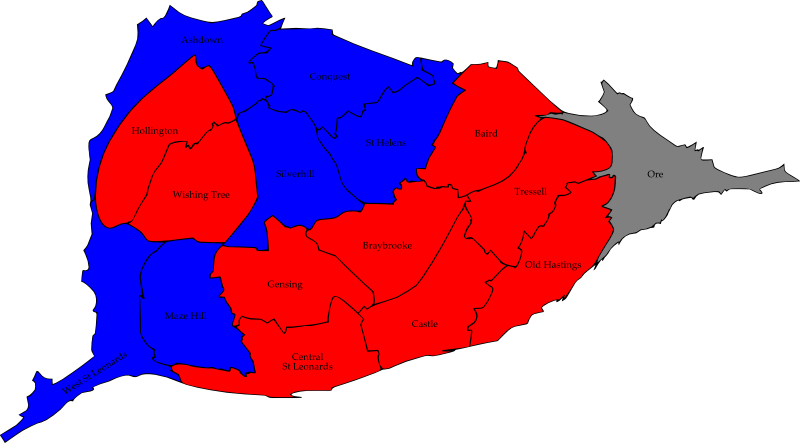 Ashdown
Conquest
Hollington
Baird
St Helens
Silverhill
Ore
Wishing Tree
Tressell
Braybrooke
Old Hastings
Gensing
Maze Hill
Castle
Central
St Leonards
West St Leonards